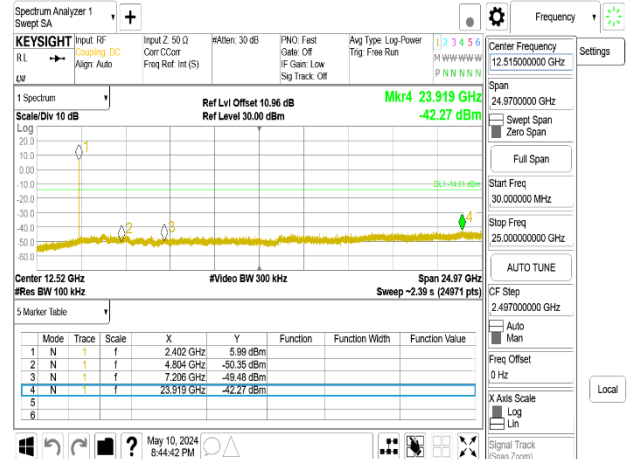 Spectrum Analyzer 1
Swept SA
Frequency
KEYSIGHT
RL
Input: RF
Coupling: DC
Align: Auto
Input Z: 50 Ω
Corr CCorr
Freq Ref: Int (S)
#Atten: 30 dB
PNO: Fast
Gate: Off
IF Gain: Low
Sig Track: Off
Avg Type: Log-Power
Trig: Free Run
1 2 3 4 5 6
M W W W W W
P N N N N N
Center Frequency
12.515000000 GHz
Settings
1 Spectrum
Scale/Div 10 dB
Ref Lvl Offset 10.96 dB
Ref Level 30.00 dBm
Mkr4 23.919 GHz
-42.27 dBm
Span
24.9700000 GHz
Swept Span
Zero Span
Full Span
Log
20.0
10.0
0.00
-10.0
-20.0
-30.0
-40.0
-50.0
-60.0
1
2
3
4
DL1 -14.01 dBm
Start Freq
30.000000 MHz
Stop Freq
25.000000000 GHz
AUTO TUNE
Center 12.52 GHz
#Res BW 100 kHz
#Video BW 300 kHz
Span 24.97 GHz
Sweep ~2.39 s (24971 pts)
CF Step
2.497000000 GHz
Auto
Man
5 Marker Table
Mode Trace Scale X Y Function Function Width Function Value
1 N 1 f 2.402 GHz 5.99 dBm
2 N 1 f 4.804 GHz -50.35 dBm
3 N 1 f 7.206 GHz -49.48 dBm
4 N 1 f 23.919 GHz -42.27 dBm
5
6
Freq Offset
0 Hz
X Axis Scale
Log
Lin
Local
Signal Track
(Span Zoom)
May 10, 2024
8:44:42 PM